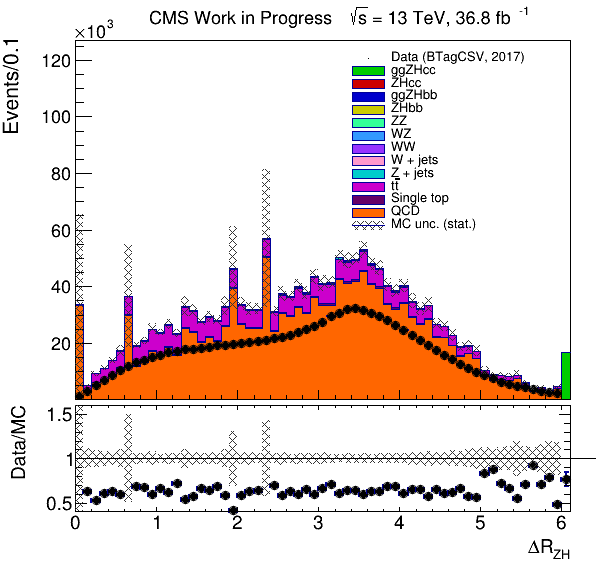 CMS Work in Progress √s = 13 TeV, 36.8 fb⁻¹
×10³
Events/0.1
120
100
80
60
40
20
Data (BTagCSV, 2017)
ggZHcc
ZHcc
ggZHbb
ZHbb
ZZ
WZ
WW
W + jets
Z + jets
tt̄
Single top
QCD
MC unc. (stat.)
Data/MC
1.5
1
0.5
0 1 2 3 4 5 6
ΔR_ZH